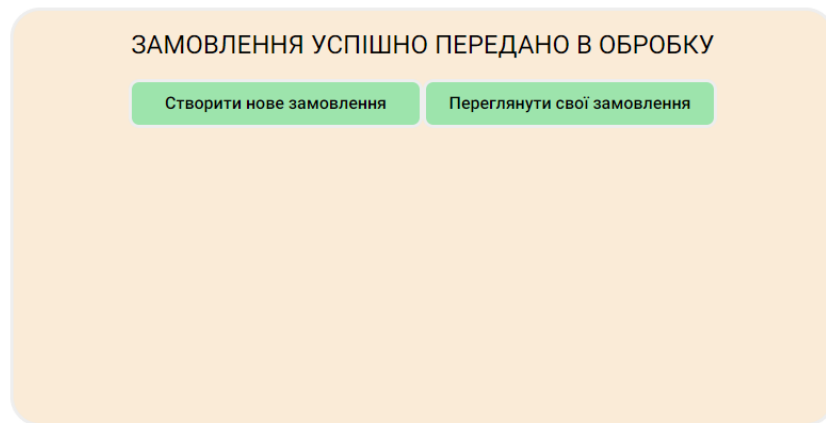 ЗАМОВЛЕННЯ УСПІШНО ПЕРЕДАНО В ОБРОБКУ
Створити нове замовлення
Переглянути свої замовлення